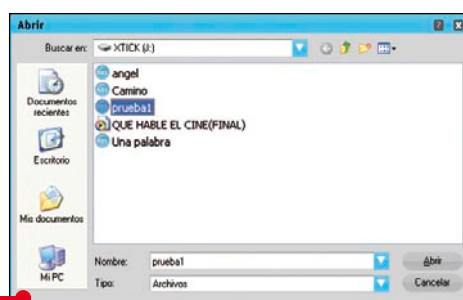 Abrir
Buscar en: XTICK (J:)
angel
Camino
prueba1
QUE HABLE EL CINE(FINAL)
Una palabra
Documentos recientes
Escritorio
Mis documentos
Mi PC
Nombre: prueba1 Abrir
Tipo: Archivos Cancelar